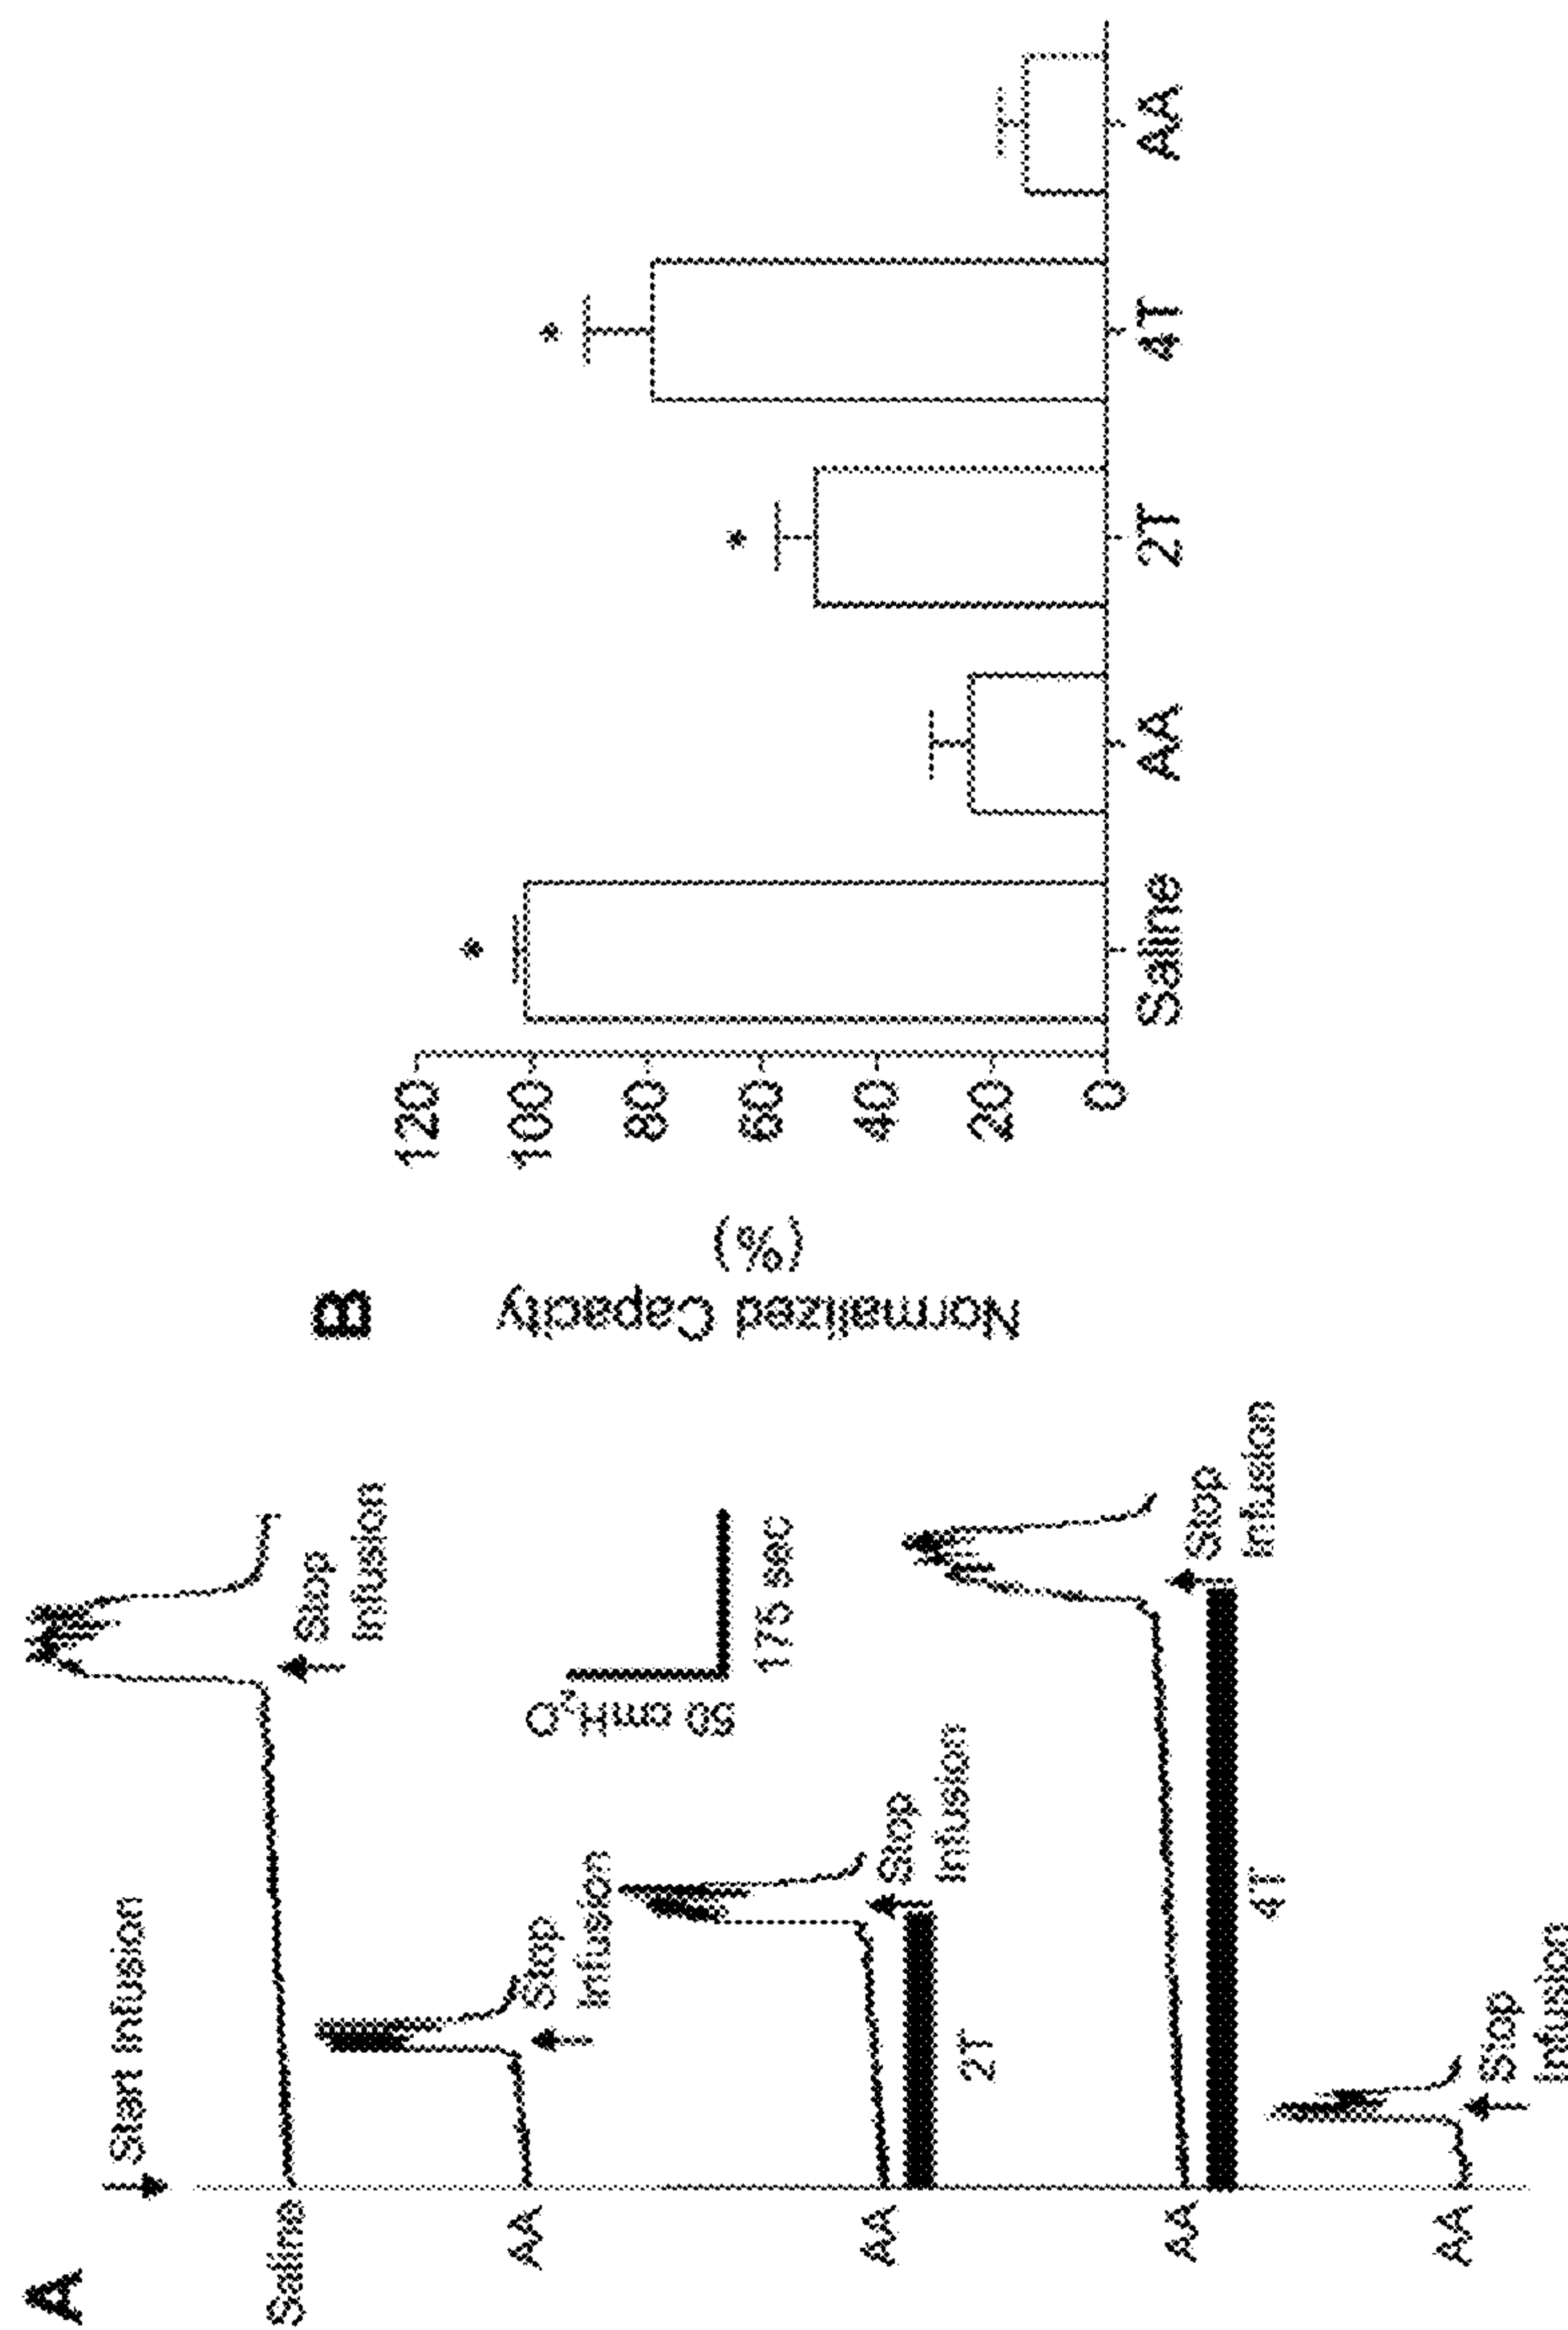 A
Start Infusion
Saline
Stop
Infusion
AA
Stop
Infusion
50 cmH₂O
175 sec
AA
2T
Stop
Infusion
AA
4T
Stop
Infusion
AA
Stop
Infusion
B
Normalized Capacity
(%)
120
100
80
60
40
20
0
*
*
*
Saline
AA
2T
4T
AA